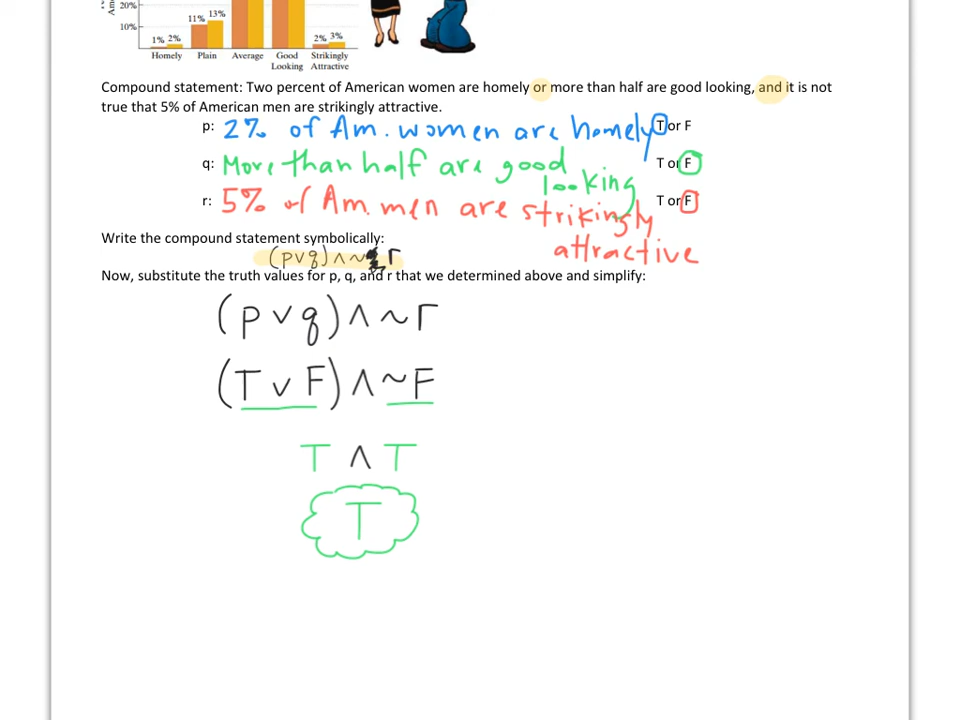 20%
10%
1% 2%
11% 13%
2% 3%
Homely Plain Average Good Looking Strikingly Attractive
Compound statement: Two percent of American women are homely or more than half are good looking, and it is not
true that 5% of American men are strikingly attractive.
p: 2% of Am. women are homely T or F
q: More than half are good looking T or F
r: 5% of Am. men are strikingly attractive T or F
Write the compound statement symbolically:
(p∨q)∧~r
Now, substitute the truth values for p, q, and r that we determined above and simplify:
(p∨q)∧~r
(T∨F)∧~F
T∧T
T